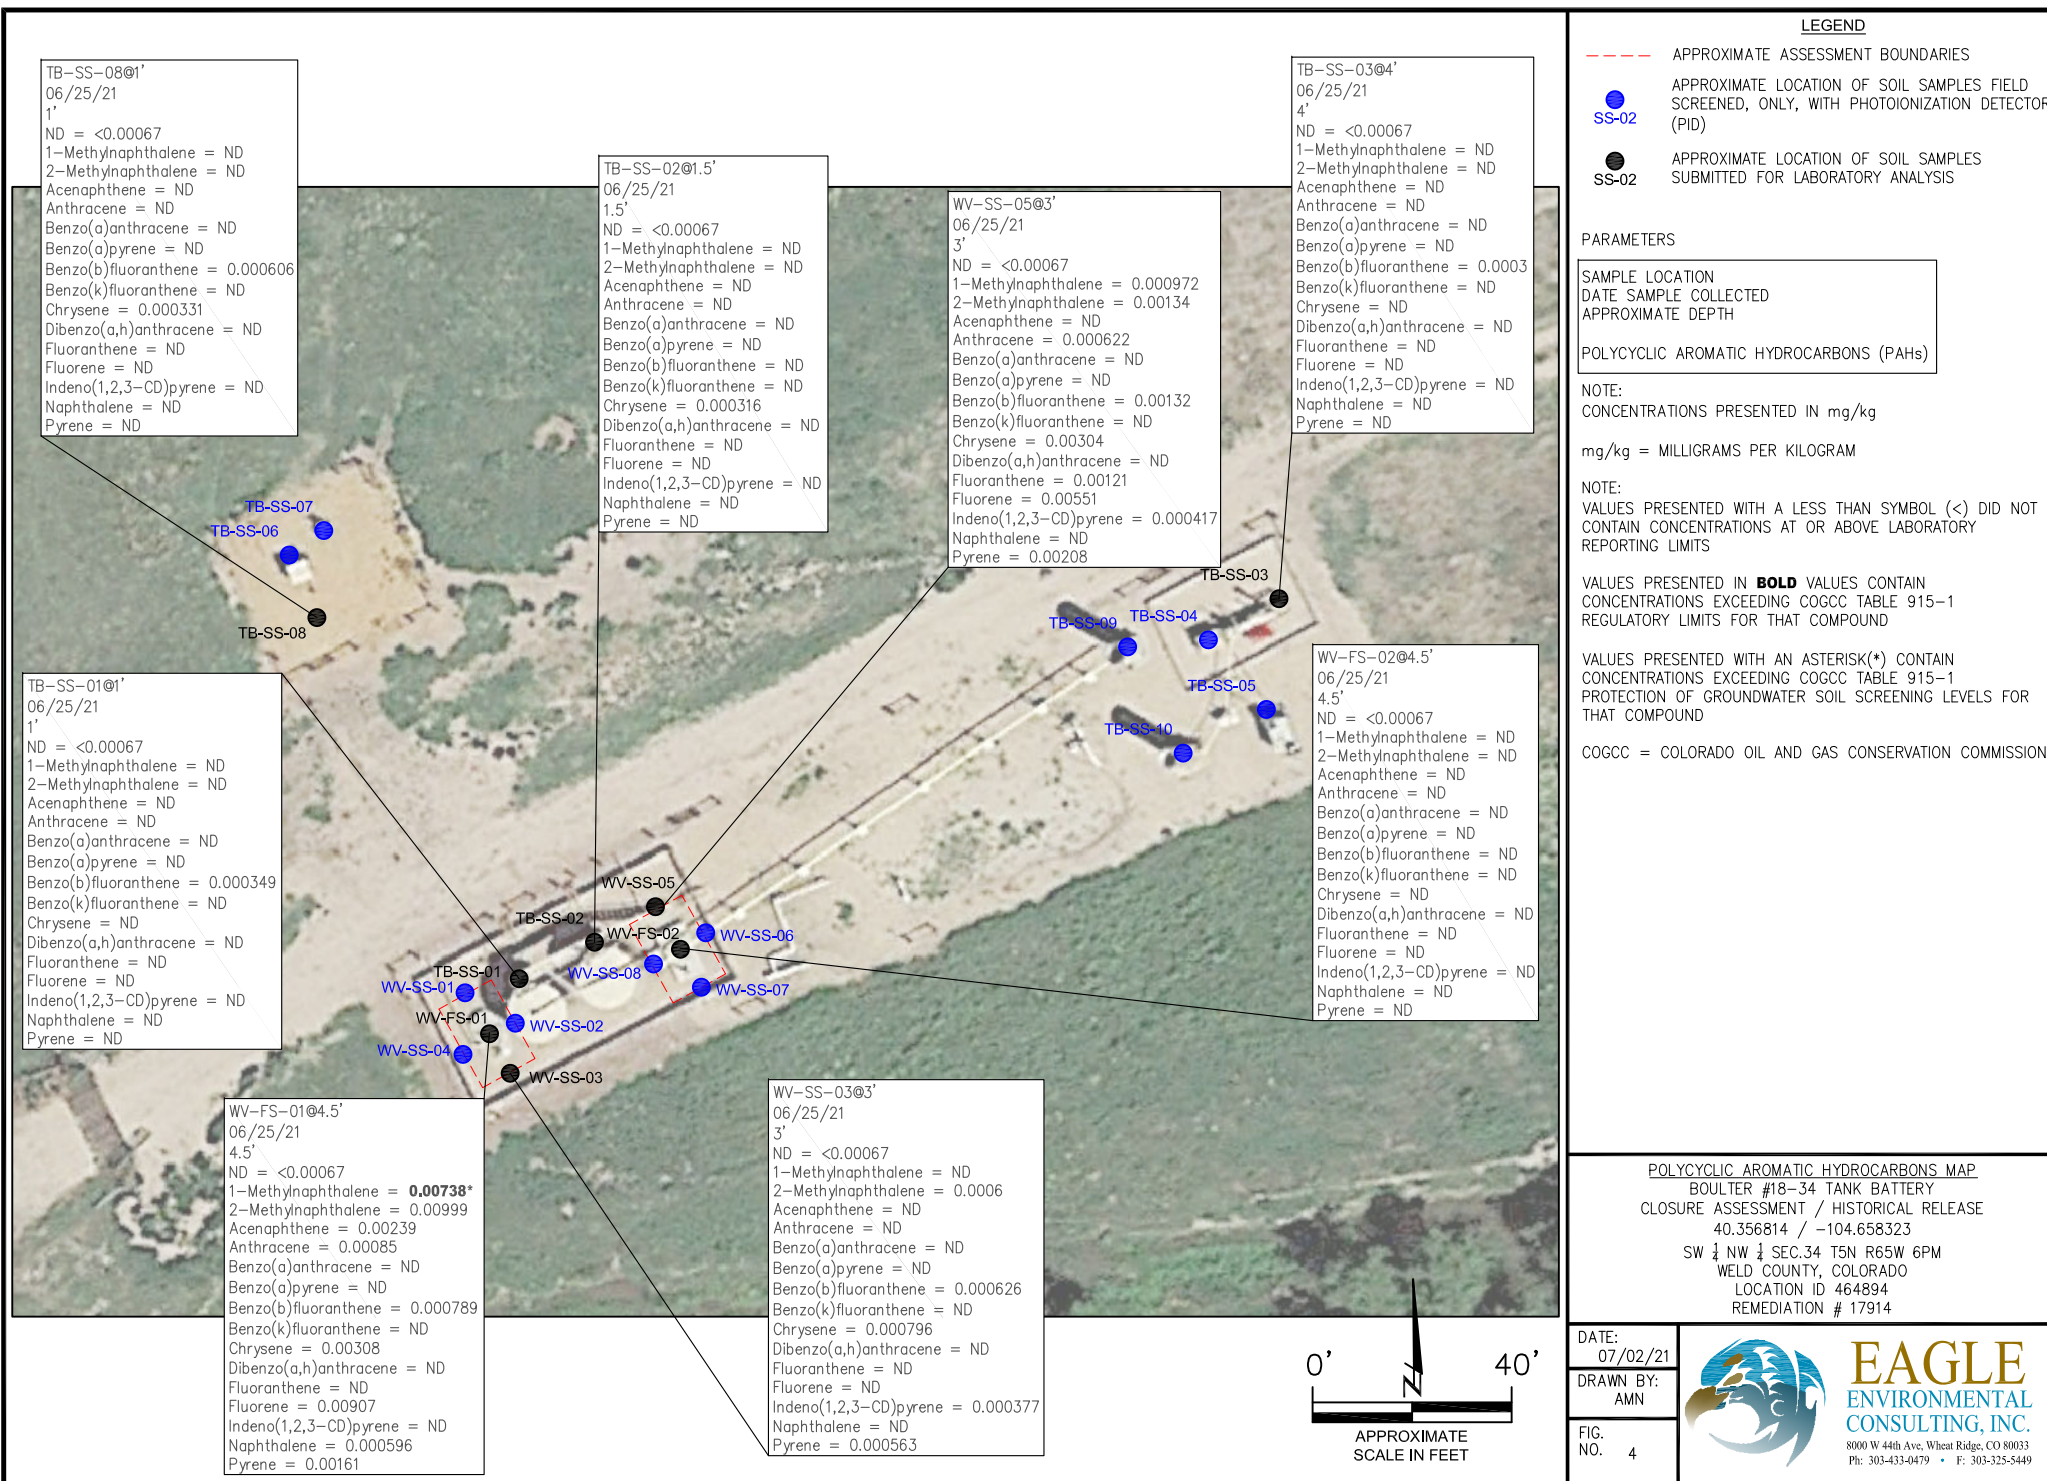 TB-SS-08@1'
06/25/21
1'
ND = <0.00067
1-Methylnaphthalene = ND
2-Methylnaphthalene = ND
Acenaphthene = ND
Anthracene = ND
Benzo(a)anthracene = ND
Benzo(a)pyrene = ND
Benzo(b)fluoranthene = 0.000606
Benzo(k)fluoranthene = ND
Chrysene = 0.000331
Dibenzo(a,h)anthracene = ND
Fluoranthene = ND
Fluorene = ND
Indeno(1,2,3-CD)pyrene = ND
Naphthalene = ND
Pyrene = ND
TB-SS-02@1.5'
06/25/21
1.5'
ND = <0.00067
1-Methylnaphthalene = ND
2-Methylnaphthalene = ND
Acenaphthene = ND
Anthracene = ND
Benzo(a)anthracene = ND
Benzo(a)pyrene = ND
Benzo(b)fluoranthene = ND
Benzo(k)fluoranthene = ND
Chrysene = 0.000316
Dibenzo(a,h)anthracene = ND
Fluoranthene = ND
Fluorene = ND
Indeno(1,2,3-CD)pyrene = ND
Naphthalene = ND
Pyrene = ND
WV-SS-05@3'
06/25/21
3'
ND = <0.00067
1-Methylnaphthalene = 0.000972
2-Methylnaphthalene = 0.00134
Acenaphthene = ND
Anthracene = 0.000622
Benzo(a)anthracene = ND
Benzo(a)pyrene = ND
Benzo(b)fluoranthene = 0.00132
Benzo(k)fluoranthene = ND
Chrysene = 0.00304
Dibenzo(a,h)anthracene = ND
Fluoranthene = 0.00121
Fluorene = 0.00551
Indeno(1,2,3-CD)pyrene = 0.000417
Naphthalene = ND
Pyrene = 0.00208
TB-SS-03@4'
06/25/21
4'
ND = <0.00067
1-Methylnaphthalene = ND
2-Methylnaphthalene = ND
Acenaphthene = ND
Anthracene = ND
Benzo(a)anthracene = ND
Benzo(a)pyrene = ND
Benzo(b)fluoranthene = 0.0003
Benzo(k)fluoranthene = ND
Chrysene = ND
Dibenzo(a,h)anthracene = ND
Fluoranthene = ND
Fluorene = ND
Indeno(1,2,3-CD)pyrene = ND
Naphthalene = ND
Pyrene = ND
TB-SS-07
TB-SS-06
TB-SS-08
TB-SS-03
TB-SS-09
TB-SS-04
TB-SS-05
TB-SS-10
TB-SS-01@1'
06/25/21
1'
ND = <0.00067
1-Methylnaphthalene = ND
2-Methylnaphthalene = ND
Acenaphthene = ND
Anthracene = ND
Benzo(a)anthracene = ND
Benzo(a)pyrene = ND
Benzo(b)fluoranthene = 0.000349
Benzo(k)fluoranthene = ND
Chrysene = ND
Dibenzo(a,h)anthracene = ND
Fluoranthene = ND
Fluorene = ND
Indeno(1,2,3-CD)pyrene = ND
Naphthalene = ND
Pyrene = ND
WV-FS-02@4.5'
06/25/21
4.5'
ND = <0.00067
1-Methylnaphthalene = ND
2-Methylnaphthalene = ND
Acenaphthene = ND
Anthracene = ND
Benzo(a)anthracene = ND
Benzo(a)pyrene = ND
Benzo(b)fluoranthene = ND
Benzo(k)fluoranthene = ND
Chrysene = ND
Dibenzo(a,h)anthracene = ND
Fluoranthene = ND
Fluorene = ND
Indeno(1,2,3-CD)pyrene = ND
Naphthalene = ND
Pyrene = ND
WV-SS-05
TB-SS-02
WV-FS-02
WV-SS-06
WV-SS-08
TB-SS-01
WV-SS-01
WV-SS-07
WV-FS-01
WV-SS-02
WV-SS-04
WV-SS-03
WV-FS-01@4.5'
06/25/21
4.5'
ND = <0.00067
1-Methylnaphthalene = 0.00738*
2-Methylnaphthalene = 0.00999
Acenaphthene = 0.00239
Anthracene = 0.00085
Benzo(a)anthracene = ND
Benzo(a)pyrene = ND
Benzo(b)fluoranthene = 0.000789
Benzo(k)fluoranthene = ND
Chrysene = 0.00308
Dibenzo(a,h)anthracene = ND
Fluoranthene = ND
Fluorene = 0.00907
Indeno(1,2,3-CD)pyrene = ND
Naphthalene = 0.000596
Pyrene = 0.00161
WV-SS-03@3'
06/25/21
3'
ND = <0.00067
1-Methylnaphthalene = ND
2-Methylnaphthalene = 0.0006
Acenaphthene = ND
Anthracene = ND
Benzo(a)anthracene = ND
Benzo(a)pyrene = ND
Benzo(b)fluoranthene = 0.000626
Benzo(k)fluoranthene = ND
Chrysene = 0.000796
Dibenzo(a,h)anthracene = ND
Fluoranthene = ND
Fluorene = ND
Indeno(1,2,3-CD)pyrene = 0.000377
Naphthalene = ND
Pyrene = 0.000563
0' 40'
N
APPROXIMATE
SCALE IN FEET
LEGEND
APPROXIMATE ASSESSMENT BOUNDARIES
SS-02
APPROXIMATE LOCATION OF SOIL SAMPLES FIELD
SCREENED, ONLY, WITH PHOTOIONIZATION DETECTOR
(PID)
SS-02
APPROXIMATE LOCATION OF SOIL SAMPLES
SUBMITTED FOR LABORATORY ANALYSIS
PARAMETERS
SAMPLE LOCATION
DATE SAMPLE COLLECTED
APPROXIMATE DEPTH
POLYCYCLIC AROMATIC HYDROCARBONS (PAHs)
NOTE:
CONCENTRATIONS PRESENTED IN mg/kg
mg/kg = MILLIGRAMS PER KILOGRAM
NOTE:
VALUES PRESENTED WITH A LESS THAN SYMBOL (<) DID NOT
CONTAIN CONCENTRATIONS AT OR ABOVE LABORATORY
REPORTING LIMITS
VALUES PRESENTED IN BOLD VALUES CONTAIN
CONCENTRATIONS EXCEEDING COGCC TABLE 915-1
REGULATORY LIMITS FOR THAT COMPOUND
VALUES PRESENTED WITH AN ASTERISK(*) CONTAIN
CONCENTRATIONS EXCEEDING COGCC TABLE 915-1
PROTECTION OF GROUNDWATER SOIL SCREENING LEVELS FOR
THAT COMPOUND
COGCC = COLORADO OIL AND GAS CONSERVATION COMMISSION
POLYCYCLIC AROMATIC HYDROCARBONS MAP
BOULTER #18-34 TANK BATTERY
CLOSURE ASSESSMENT / HISTORICAL RELEASE
40.356814 / -104.658323
SW 1/4 NW 1/4 SEC.34 T5N R65W 6PM
WELD COUNTY, COLORADO
LOCATION ID 464894
REMEDIATION # 17914
DATE:
07/02/21
DRAWN BY:
AMN
FIG.
NO. 4
EAGLE
ENVIRONMENTAL
CONSULTING, INC.
8000 W 44th Ave, Wheat Ridge, CO 80033
Ph: 303-433-0479 • F: 303-325-5449